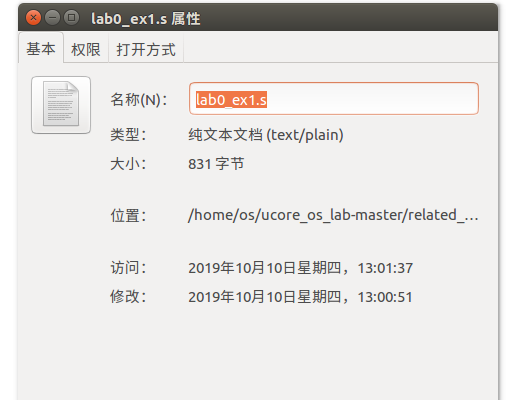 lab0_ex1.s 属性
基本 权限 打开方式
名称(N)： lab0_ex1.s
类型： 纯文本文档 (text/plain)
大小： 831 字节
位置： /home/os/ucore_os_lab-master/related_…
访问： 2019年10月10日星期四，13:01:37
修改： 2019年10月10日星期四，13:00:51